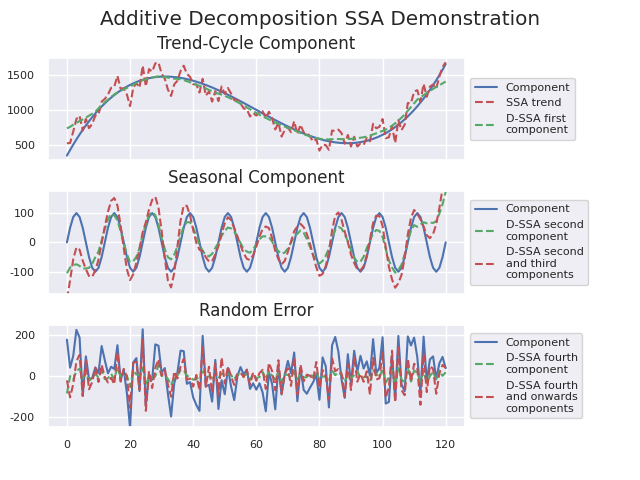 Additive Decomposition SSA Demonstration
Trend-Cycle Component
1500
1000
500
Component
SSA trend
D-SSA first
component
Seasonal Component
100
0
-100
Component
D-SSA second
component
D-SSA second
and third
components
Random Error
200
0
-200
Component
D-SSA fourth
component
D-SSA fourth
and onwards
components
0 20 40 60 80 100 120